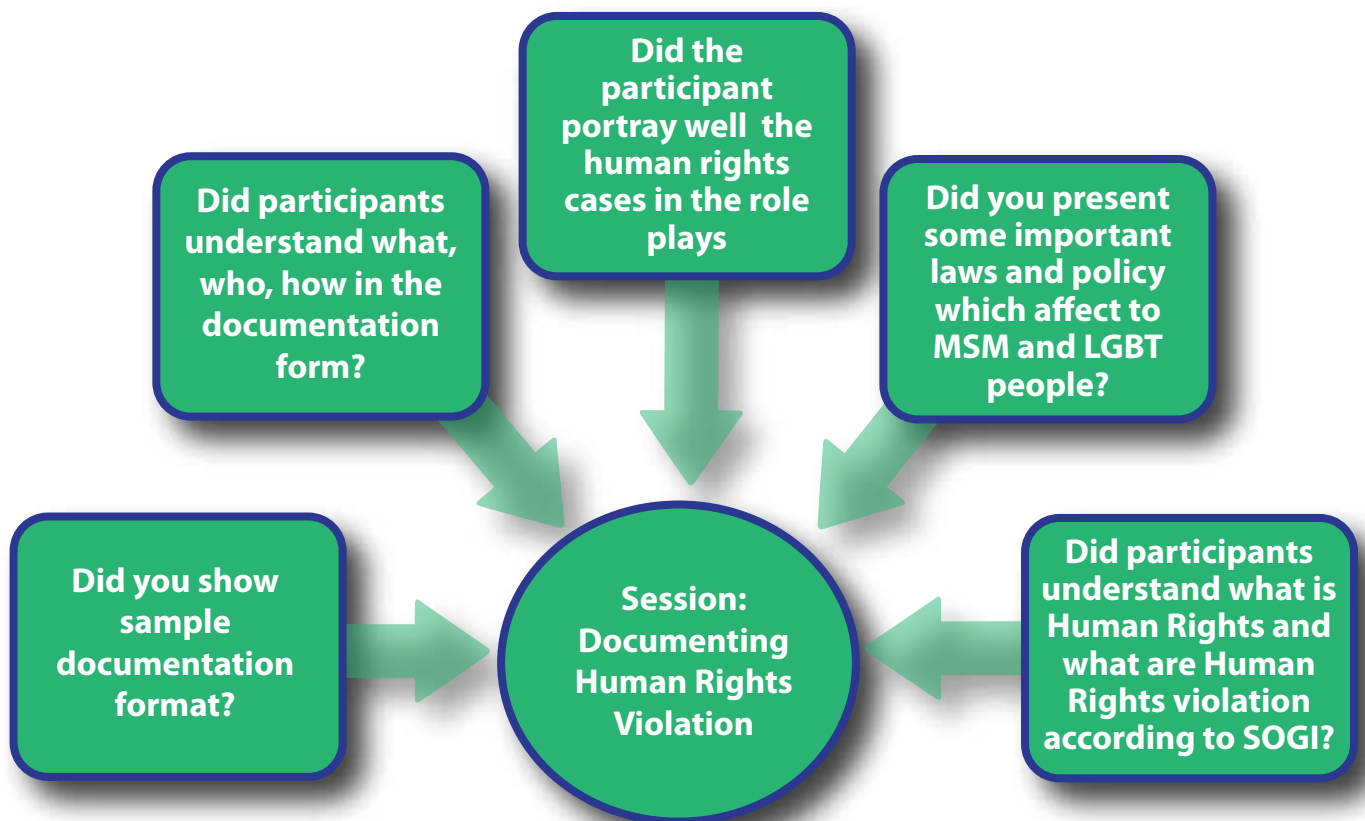 Did the
participant
portray well the
human rights
cases in the role
plays
Did participants
understand what,
who, how in the
documentation
form?
Did you present
some important
laws and policy
which affect to
MSM and LGBT
people?
Did you show
sample
documentation
format?
Session:
Documenting
Human Rights
Violation
Did participants
understand what is
Human Rights and
what are Human
Rights violation
according to SOGI?